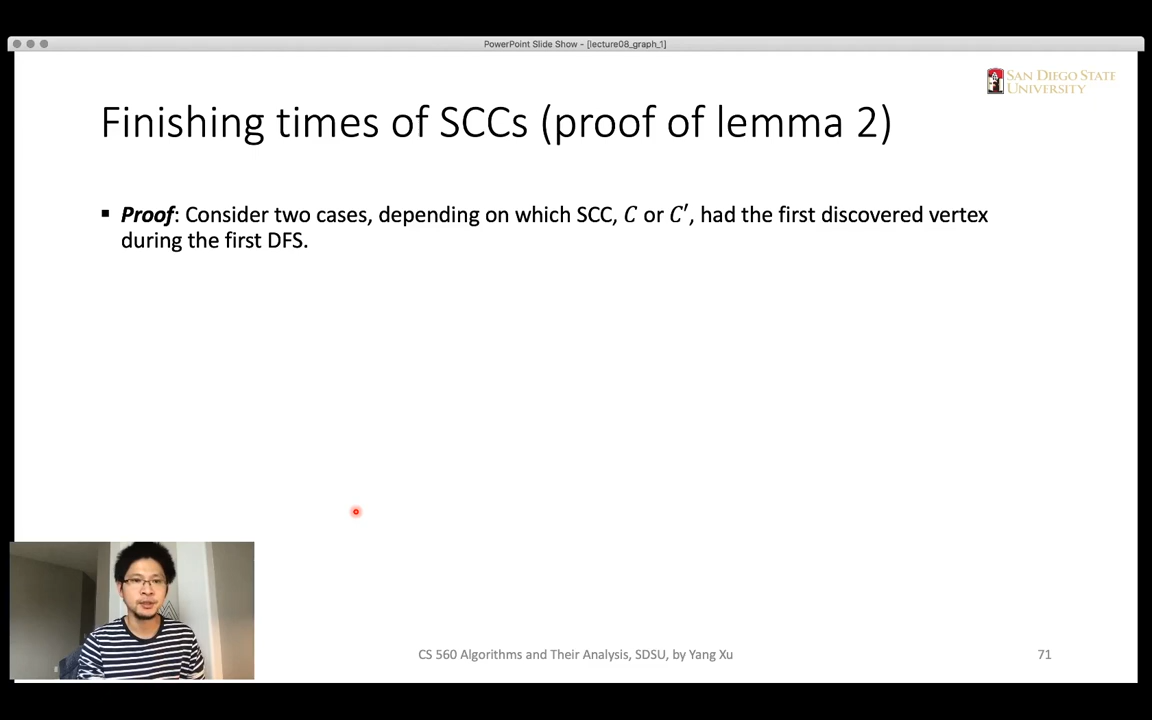 PowerPoint Slide Show - [lecture08_graph_1]
SAN DIEGO STATE
UNIVERSITY
Finishing times of SCCs (proof of lemma 2)
▪ Proof: Consider two cases, depending on which SCC, C or C′, had the first discovered vertex
during the first DFS.
CS 560 Algorithms and Their Analysis, SDSU, by Yang Xu
71